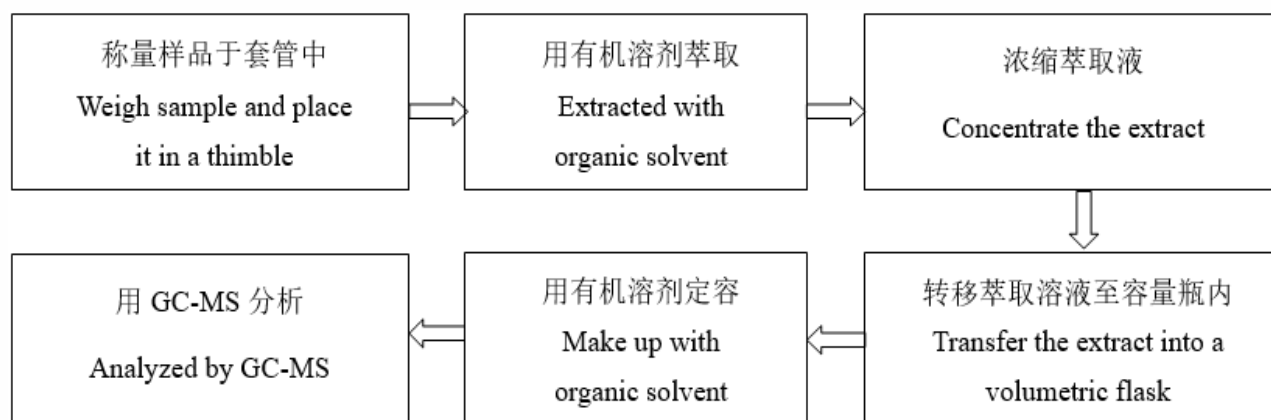 称量样品于套管中
Weigh sample and place
it in a thimble
用有机溶剂萃取
Extracted with
organic solvent
浓缩萃取液
Concentrate the extract
转移萃取溶液至容量瓶内
Transfer the extract into a
volumetric flask
用有机溶剂定容
Make up with
organic solvent
用 GC-MS 分析
Analyzed by GC-MS